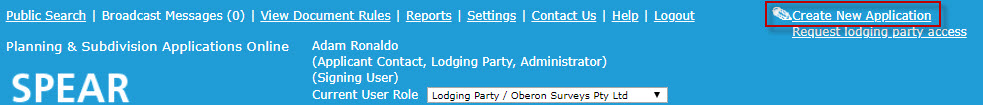 Public Search | Broadcast Messages (0) | View Document Rules | Reports | Settings | Contact Us | Help | Logout
Create New Application
Request lodging party access
Planning & Subdivision Applications Online
SPEAR
Adam Ronaldo
(Applicant Contact, Lodging Party, Administrator)
(Signing User)
Current User Role Lodging Party / Oberon Surveys Pty Ltd